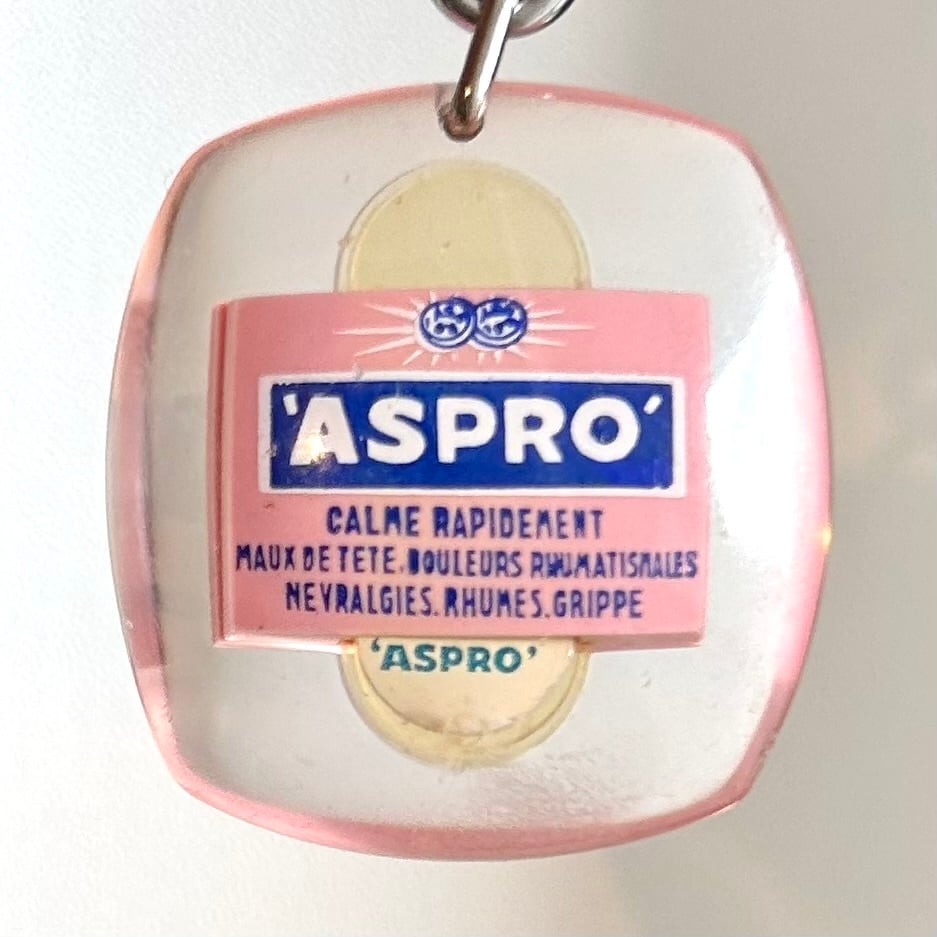 'ASPRO'
CALME RAPIDEMENT
MAUX DE TETE. DOULEURS RHUMATISMALES
NEVRALGIES. RHUMES. GRIPPE
'ASPRO'